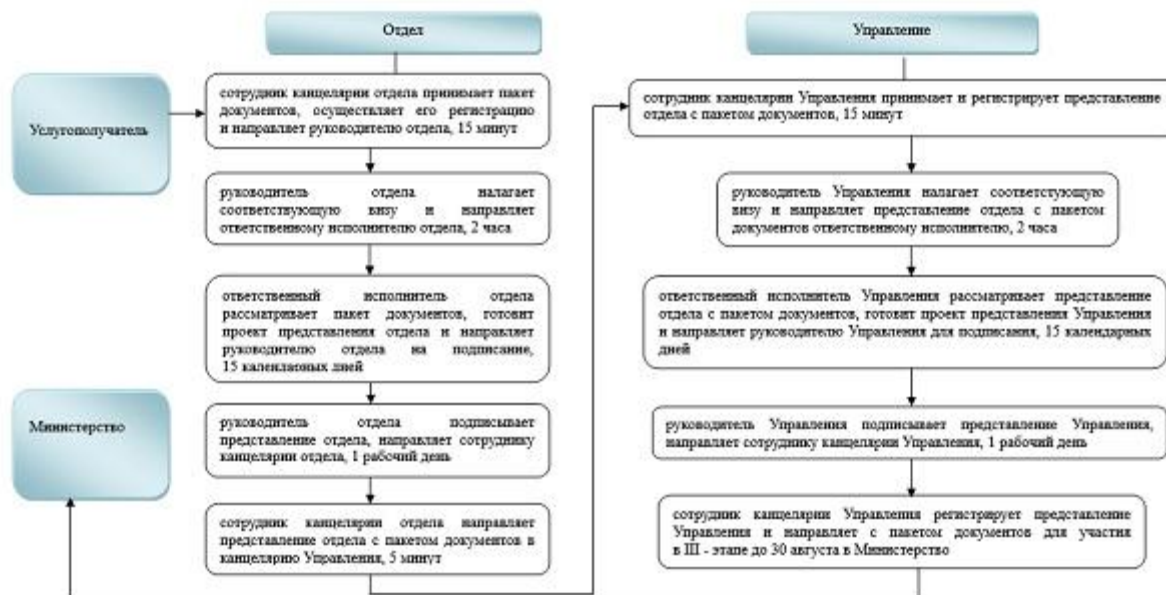 Отдел
Управление
Услугополучатель
сотрудник канцелярии отдела принимает пакет
документов, осуществляет его регистрацию
и направляет руководителю отдела, 15 минут
руководитель отдела налагает
соответствующую визу и направляет
ответственному исполнителю отдела, 2 часа
ответственный исполнитель отдела
рассматривает пакет документов, готовит
проект представления отдела и направляет
руководителю отдела на подписание,
15 календарных дней
Министерство
руководитель отдела подписывает
представление отдела, направляет сотруднику
канцелярии отдела, 1 рабочий день
сотрудник канцелярии отдела направляет
представление отдела с пакетом документов в
канцелярию Управления, 5 минут
сотрудник канцелярии Управления принимает и регистрирует представление
отдела с пакетом документов, 15 минут
руководитель Управления налагает соответстующую
визу и направляет представление отдела с пакетом
документов ответственному исполнителю, 2 часа
ответственный исполнитель Управления рассматривает представление
отдела с пакетом документов, готовит проект представления Управления
и направляет руководителю Управления для подписания, 15 календарных
дней
руководитель Управления подписывает представление Управления,
направляет сотруднику канцелярии Управления, 1 рабочий день
сотрудник канцелярии Управления регистрирует представление
Управления и направляет с пакетом документов для участия
в III - этапе до 30 августа в Министерство